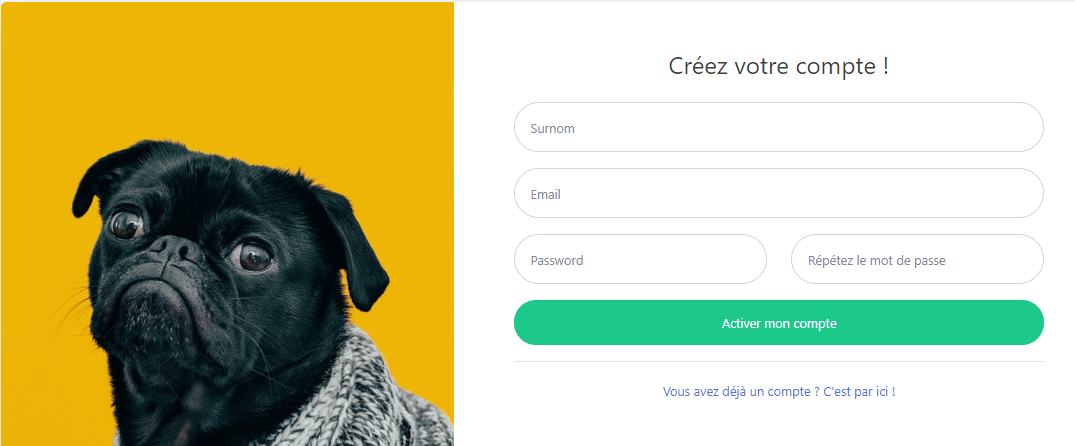 Créez votre compte !
Surnom
Email
Password
Répétez le mot de passe
Activer mon compte
Vous avez déjà un compte ? C'est par ici !